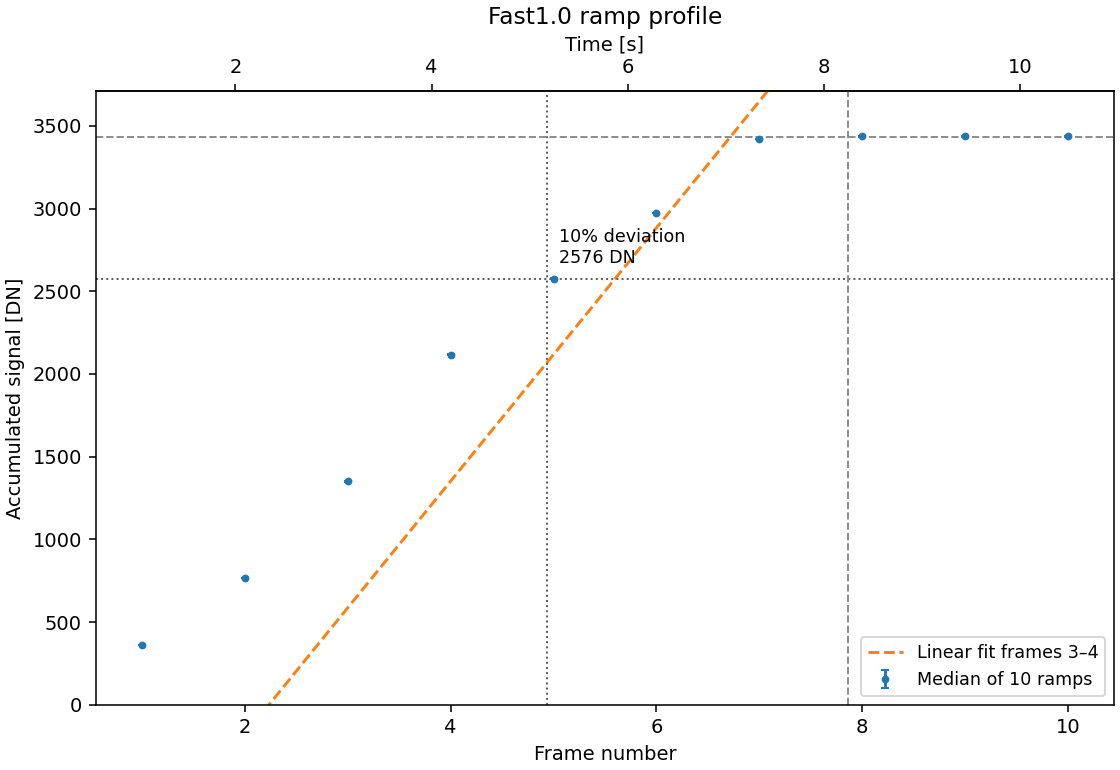 Fast1.0 ramp profile
Time [s]
2 4 6 8 10
3500
3000
2500
2000
1500
1000
500
0
Accumulated signal [DN]
10% deviation
2576 DN
Linear fit frames 3–4
Median of 10 ramps
2 4 6 8 10
Frame number